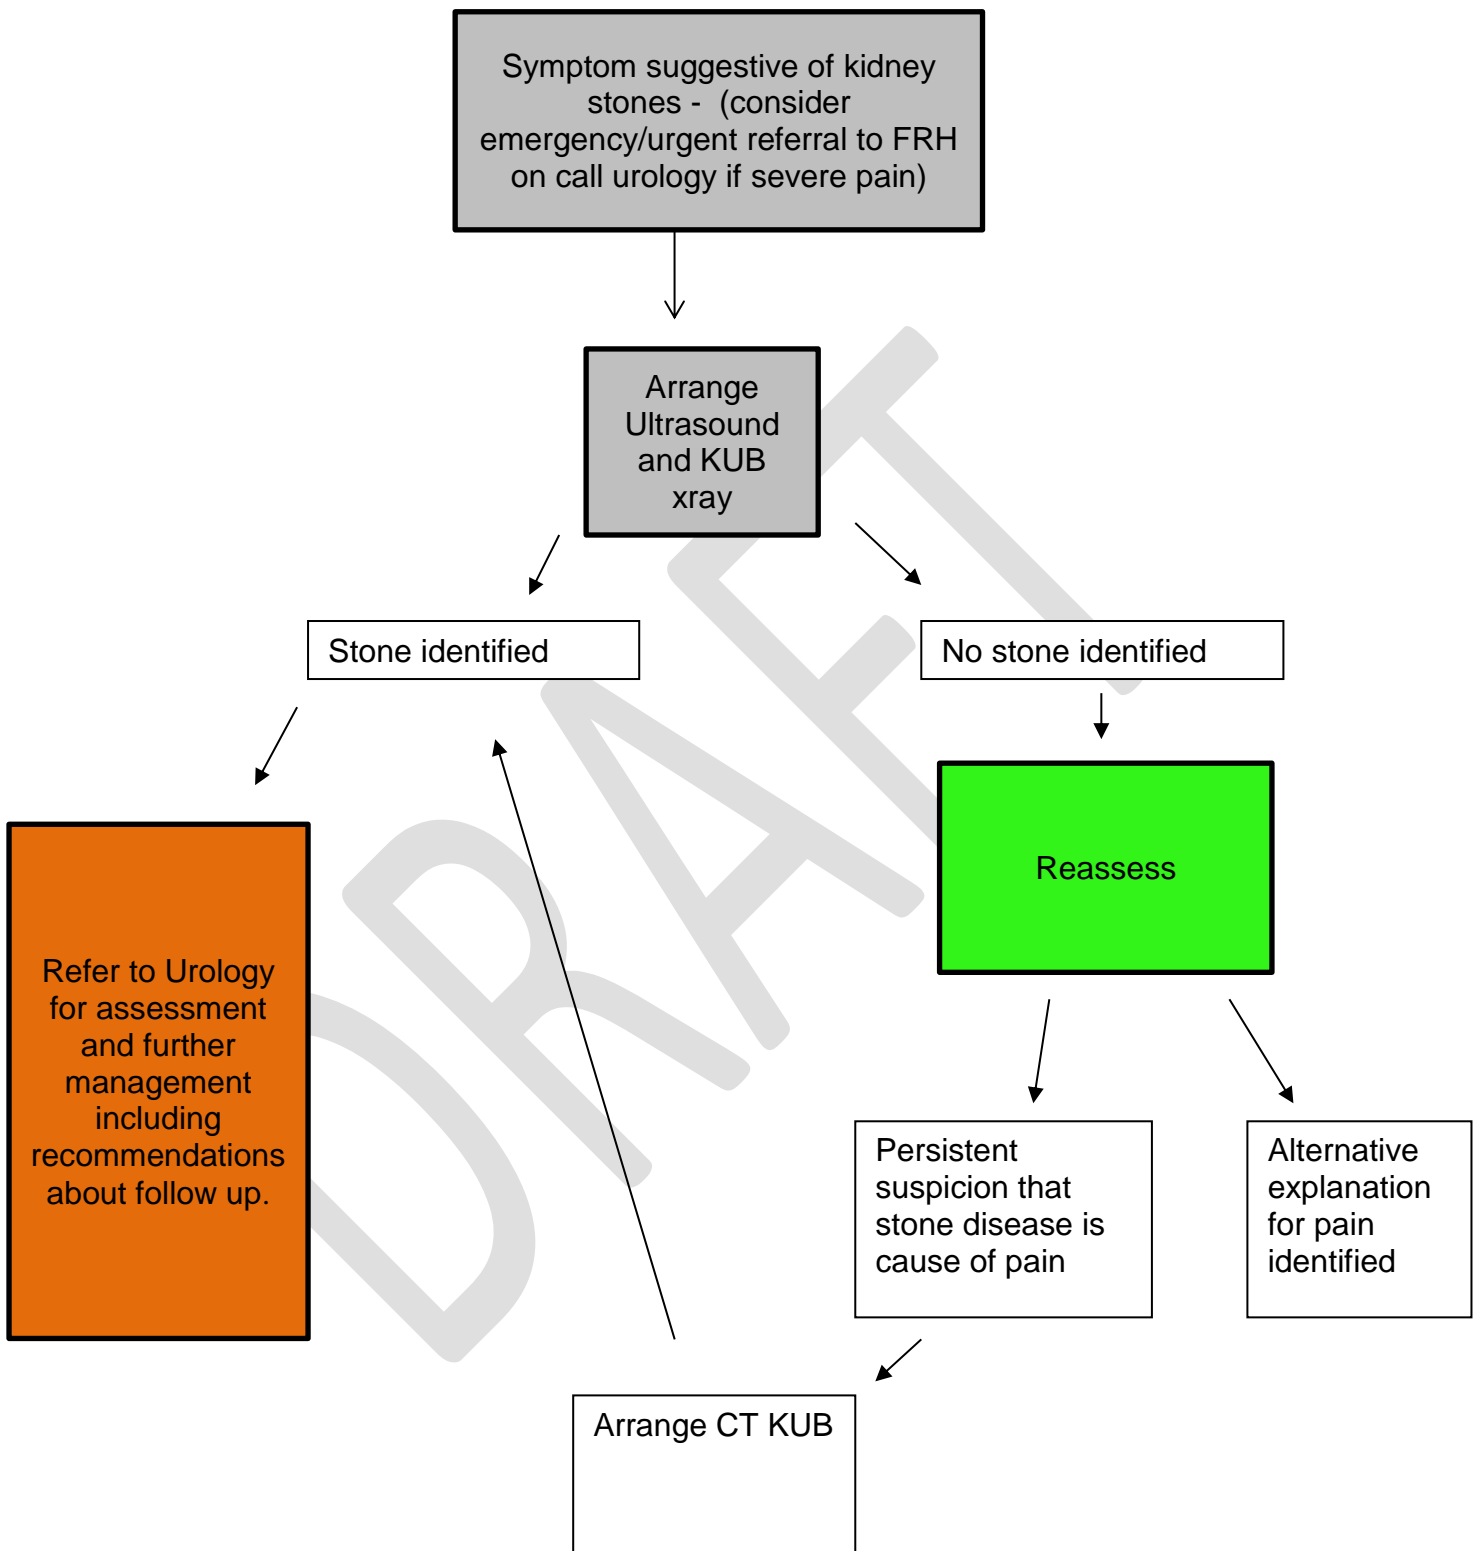 Symptom suggestive of kidney
stones - (consider
emergency/urgent referral to FRH
on call urology if severe pain)
Arrange
Ultrasound
and KUB
xray
Stone identified
No stone identified
Reassess
Refer to Urology
for assessment
and further
management
including
recommendations
about follow up.
Persistent
suspicion that
stone disease is
cause of pain
Alternative
explanation
for pain
identified
Arrange CT KUB
DRAFT